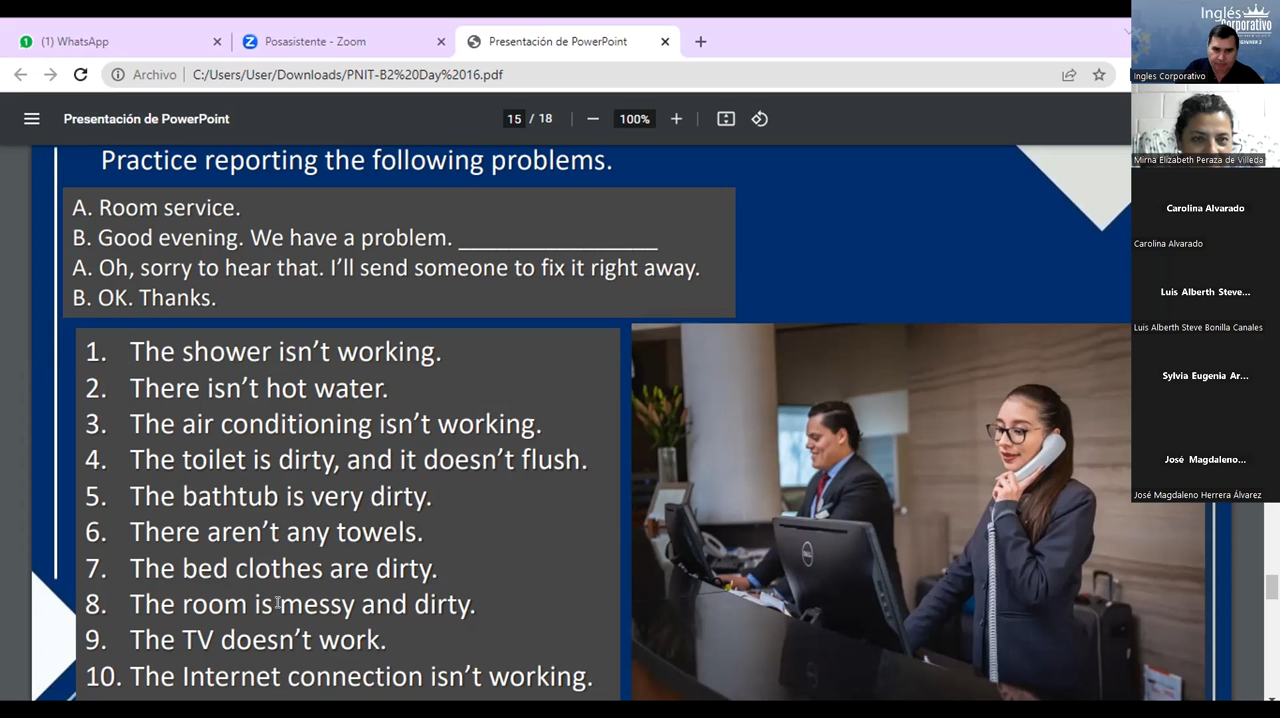 (1) WhatsApp
Posasistente - Zoom
Presentación de PowerPoint
Archivo
C:/Users/User/Downloads/PNIT-B2%20Day%2016.pdf
Presentación de PowerPoint
15 / 18
100%
Practice reporting the following problems.
A. Room service.
B. Good evening. We have a problem. __________________
A. Oh, sorry to hear that. I'll send someone to fix it right away.
B. OK. Thanks.
1. The shower isn't working.
2. There isn't hot water.
3. The air conditioning isn't working.
4. The toilet is dIrty, and it doesn't flush.
5. The bathtub is very dirty.
6. There aren't any towels.
7. The bed clothes are dirty.
8. The room is messy and dirty.
9. The TV doesn't work.
10. The Internet connection isn't working.
DELL
Inglés
Corporativo
Ingles Corporativo
Mirna Elizabeth Peraza de Villeda
Carolina Alvarado
Carolina Alvarado
Luis Alberth Steve...
Luis Alberth Steve Bonilla Canales
Sylvia Eugenia Ar...
José Magdaleno...
José Magdaleno Herrera Álvarez